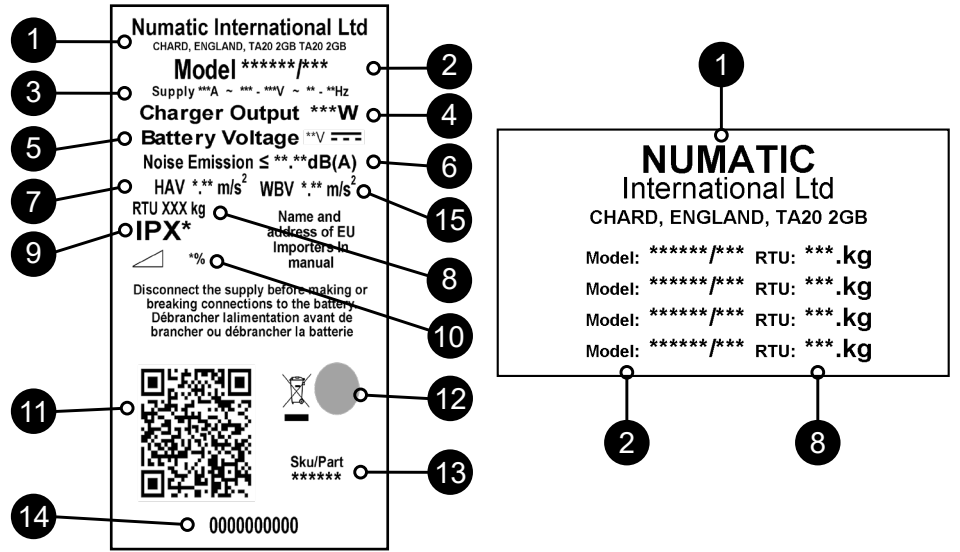 Numatic International Ltd
CHARD, ENGLAND, TA20 2GB TA20 2GB
Model ******/***
Supply ***A ~ *** - ***V ~ ** - **Hz
Charger Output ***W
Battery Voltage **V
Noise Emission ≤ **.**dB(A)
HAV *.** m/s² WBV *.** m/s²
RTU XXX kg
IPX*
Name and
address of EU
Importers In
manual
*%
Disconnect the supply before making or
breaking connections to the battery.
Débrancher lalimentation avant de
brancher ou débrancher la batterie
Sku/Part
******
0000000000
1
3
5
7
9
11
14
2
4
6
15
8
10
12
13
1
NUMATIC
International Ltd
CHARD, ENGLAND, TA20 2GB
Model: ******/*** RTU: ***.kg
Model: ******/*** RTU: ***.kg
Model: ******/*** RTU: ***.kg
Model: ******/*** RTU: ***.kg
2
8